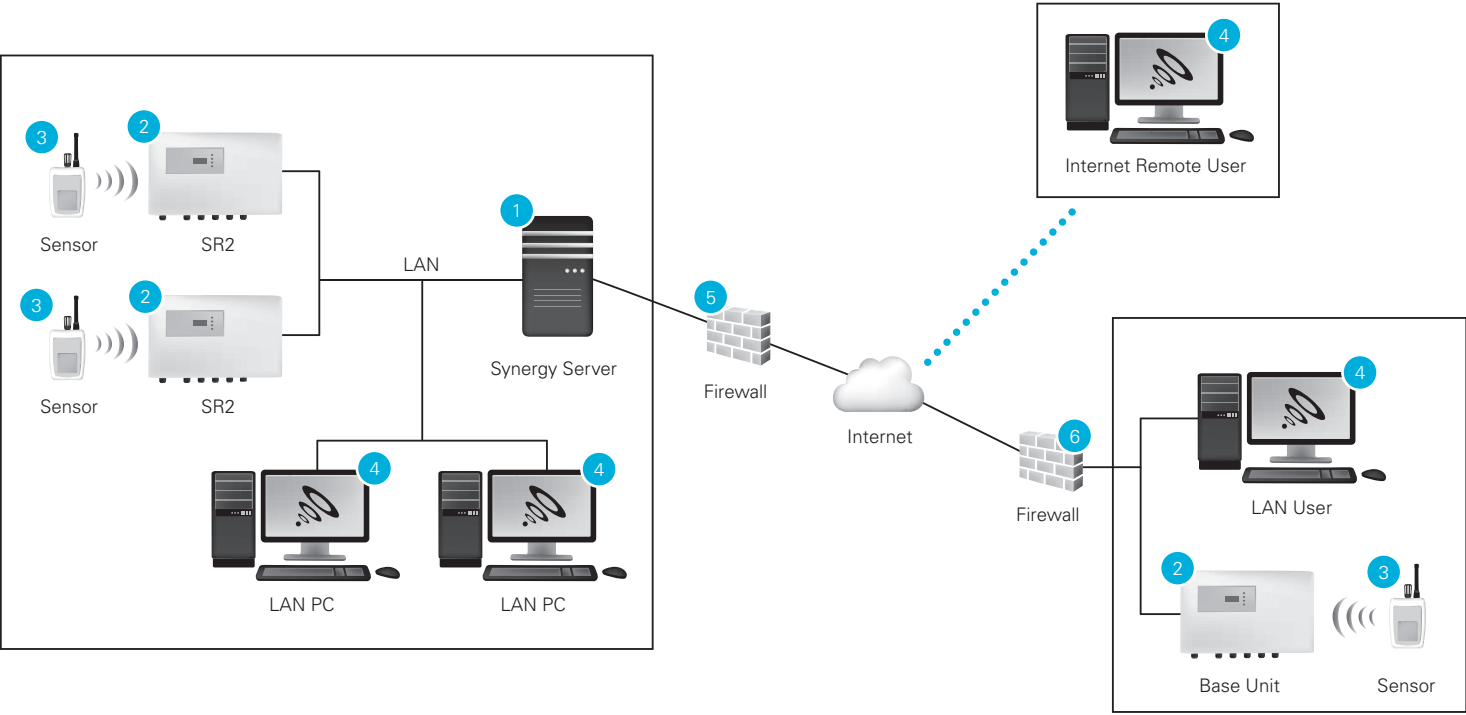 3
2
Sensor
SR2
3
2
Sensor
SR2
LAN
1
Synergy Server
4
LAN PC
4
LAN PC
5
Firewall
Internet
4
Internet Remote User
6
Firewall
4
LAN User
2
Base Unit
3
Sensor